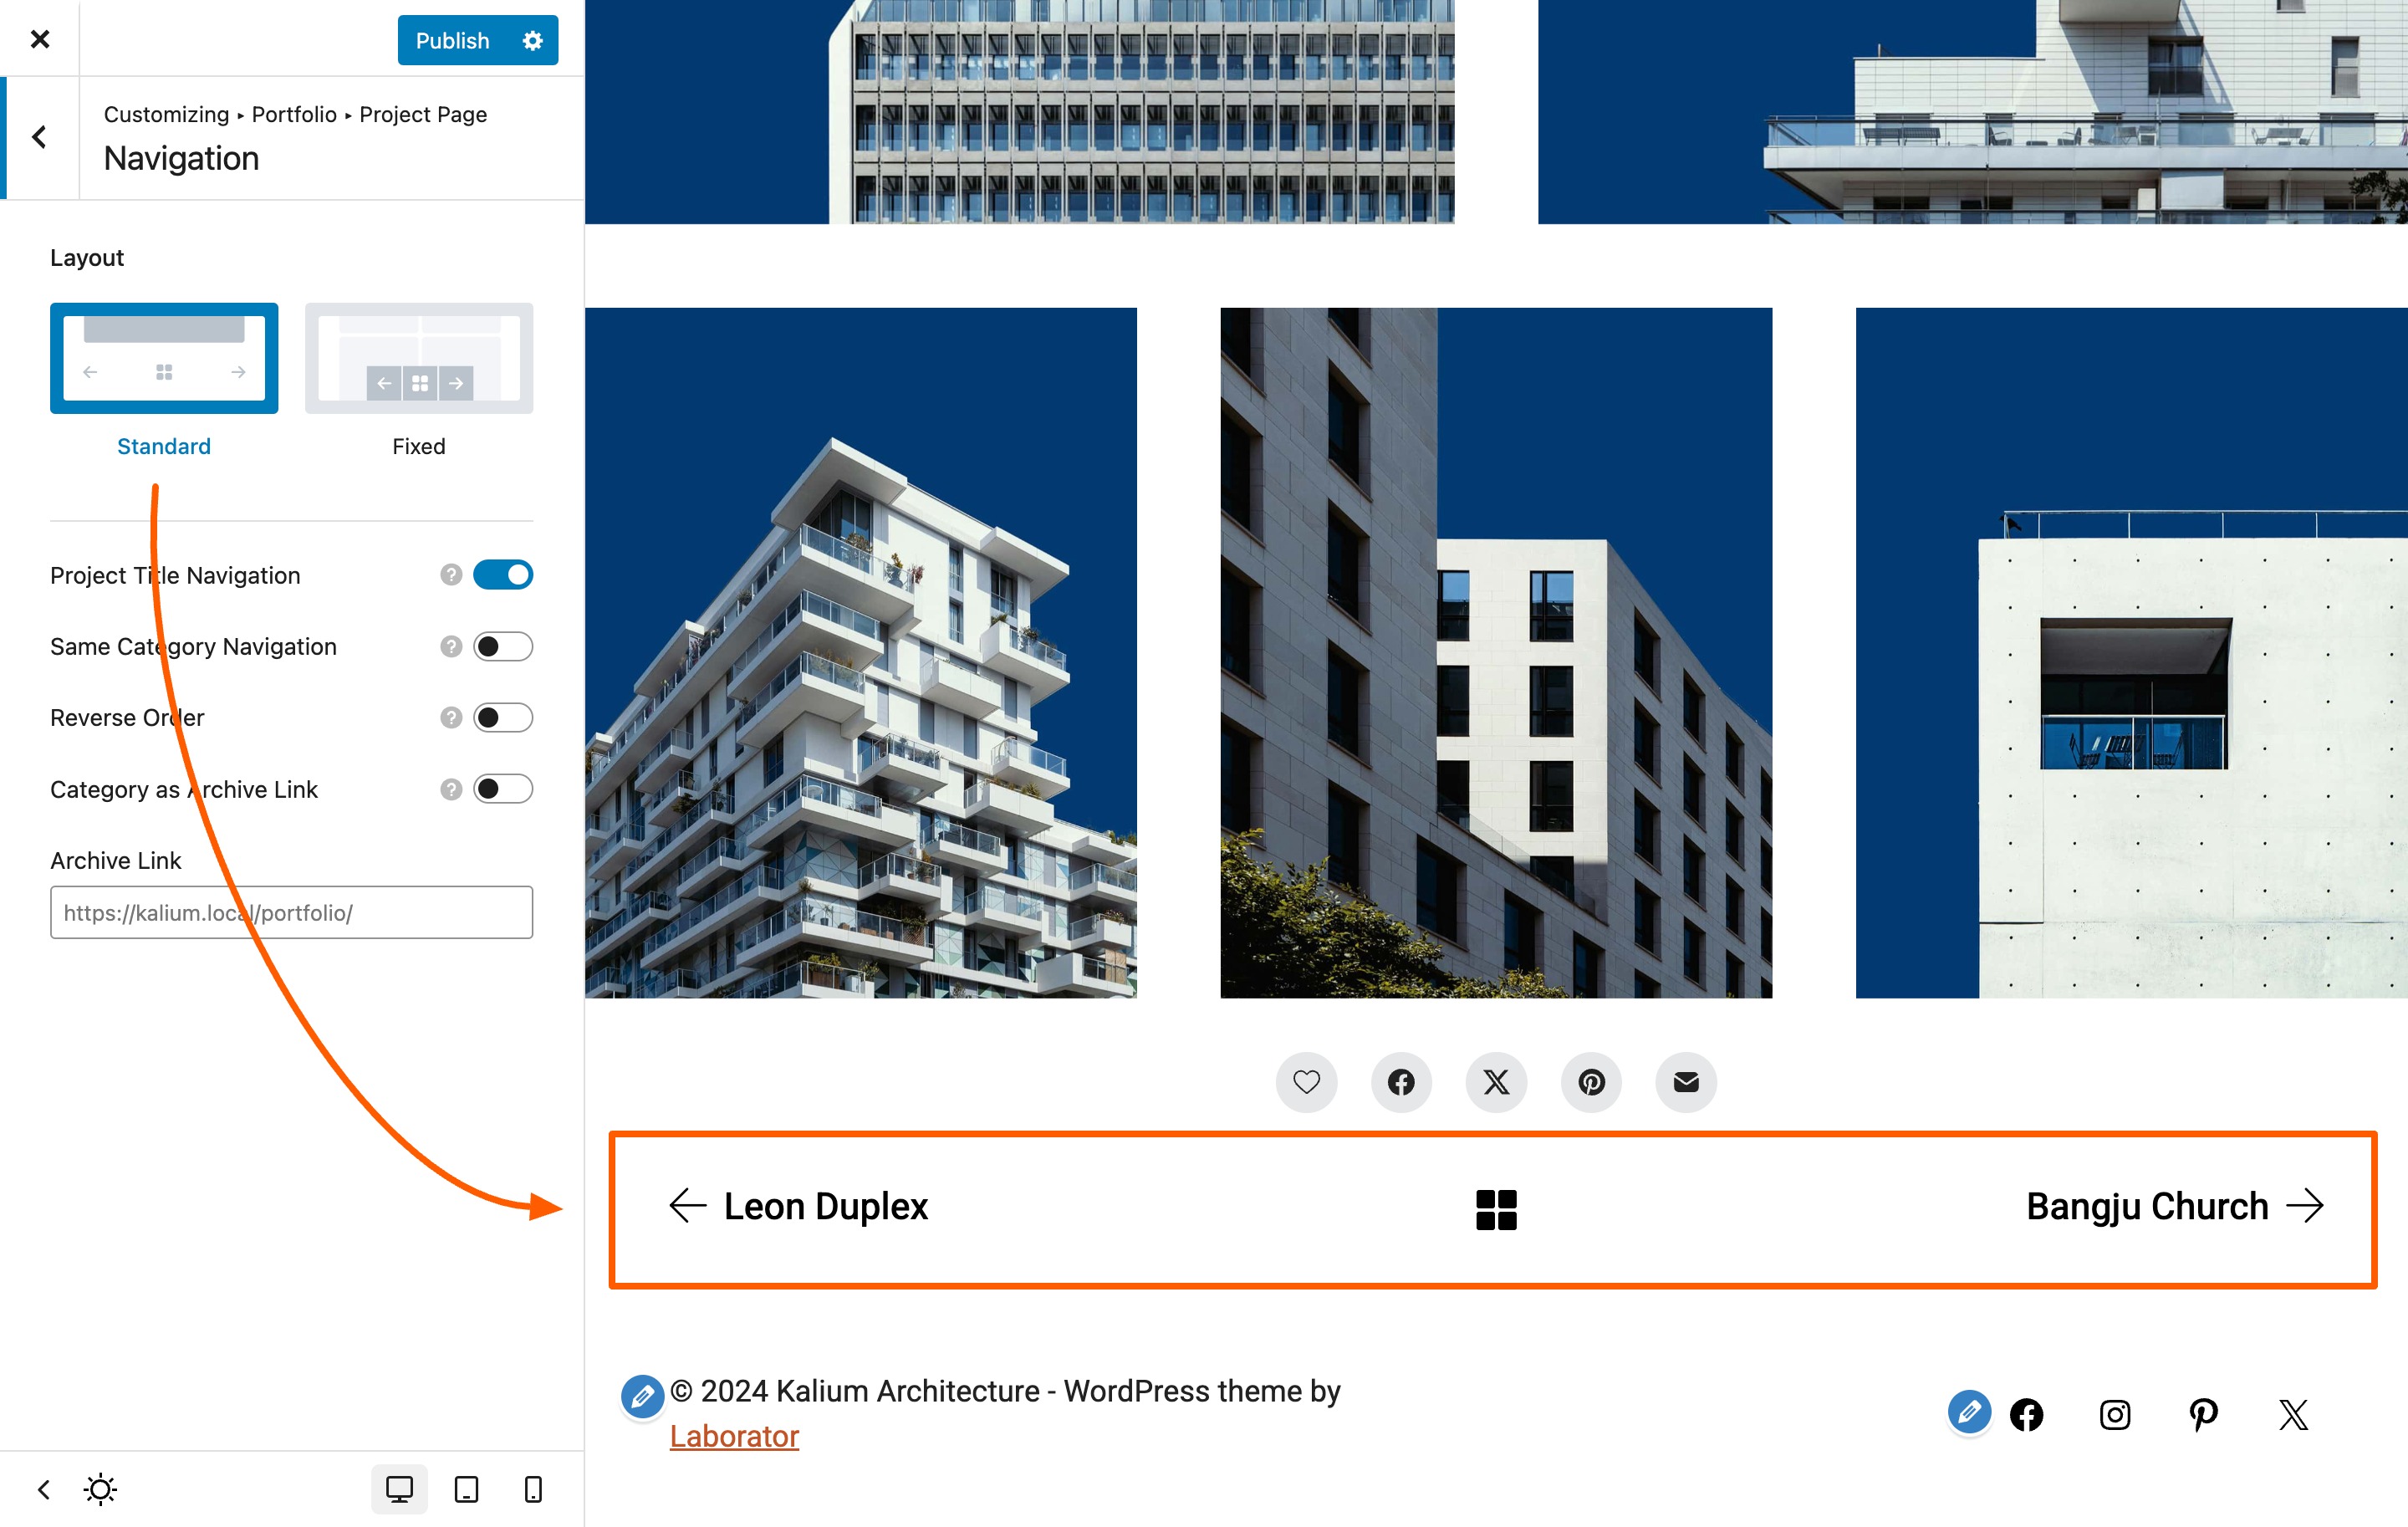 Publish
Customizing ▸ Portfolio ▸ Project Page
Navigation
Layout
Standard
Fixed
Project Title Navigation
?
Same Category Navigation
?
Reverse Order
?
Category as Archive Link
?
Archive Link
https://kalium.local/portfolio/
Leon Duplex
Bangju Church
© 2024 Kalium Architecture - WordPress theme by
Laborator